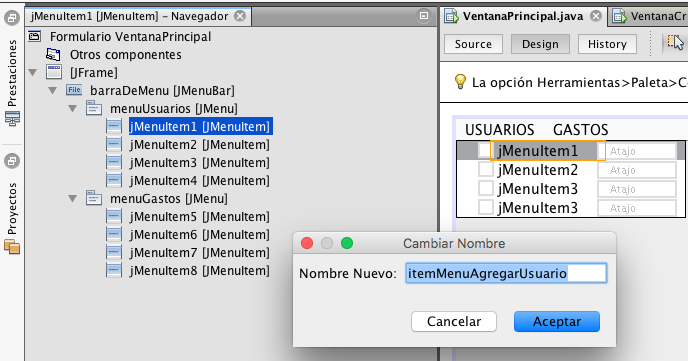 jMenuItem1 [JMenuItem] - Navegador
Formulario VentanaPrincipal
Otros componentes
[JFrame]
File barraDeMenu [JMenuBar]
menuUsuarios [JMenu]
jMenuItem1 [JMenuItem]
jMenuItem2 [JMenuItem]
jMenuItem3 [JMenuItem]
jMenuItem4 [JMenuItem]
menuGastos [JMenu]
jMenuItem5 [JMenuItem]
jMenuItem6 [JMenuItem]
jMenuItem7 [JMenuItem]
jMenuItem8 [JMenuItem]
Prestaciones
Proyectos
VentanaPrincipal.java
VentanaCr
Source Design History
La opción Herramientas>Paleta>Co
USUARIOS GASTOS
jMenuItem1 Atajo
jMenuItem2 Atajo
jMenuItem3 Atajo
jMenuItem3 Atajo
Cambiar Nombre
Nombre Nuevo: itemMenuAgregarUsuario
Cancelar Aceptar